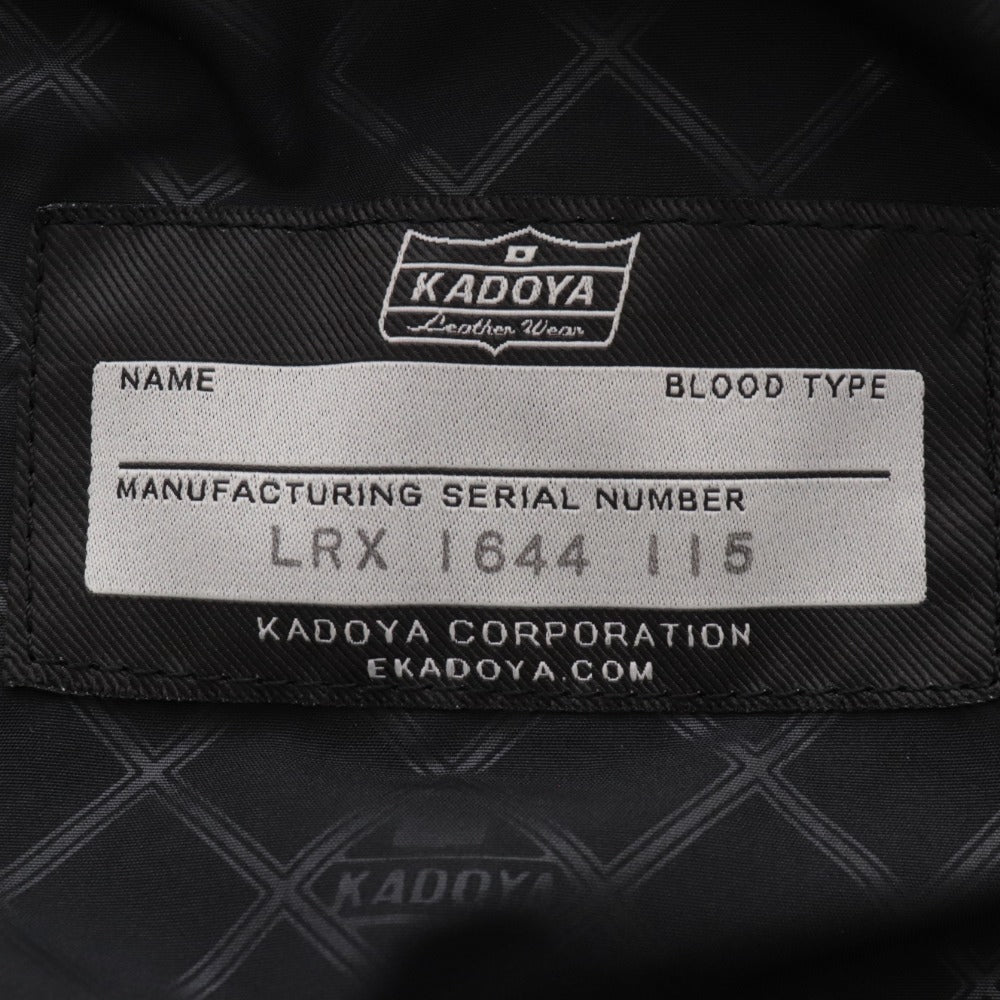 KADOYA
Leather Wear
NAME BLOOD TYPE
MANUFACTURING SERIAL NUMBER
LRX 1644 115
KADOYA CORPORATION
EKADOYA.COM
KADOYA